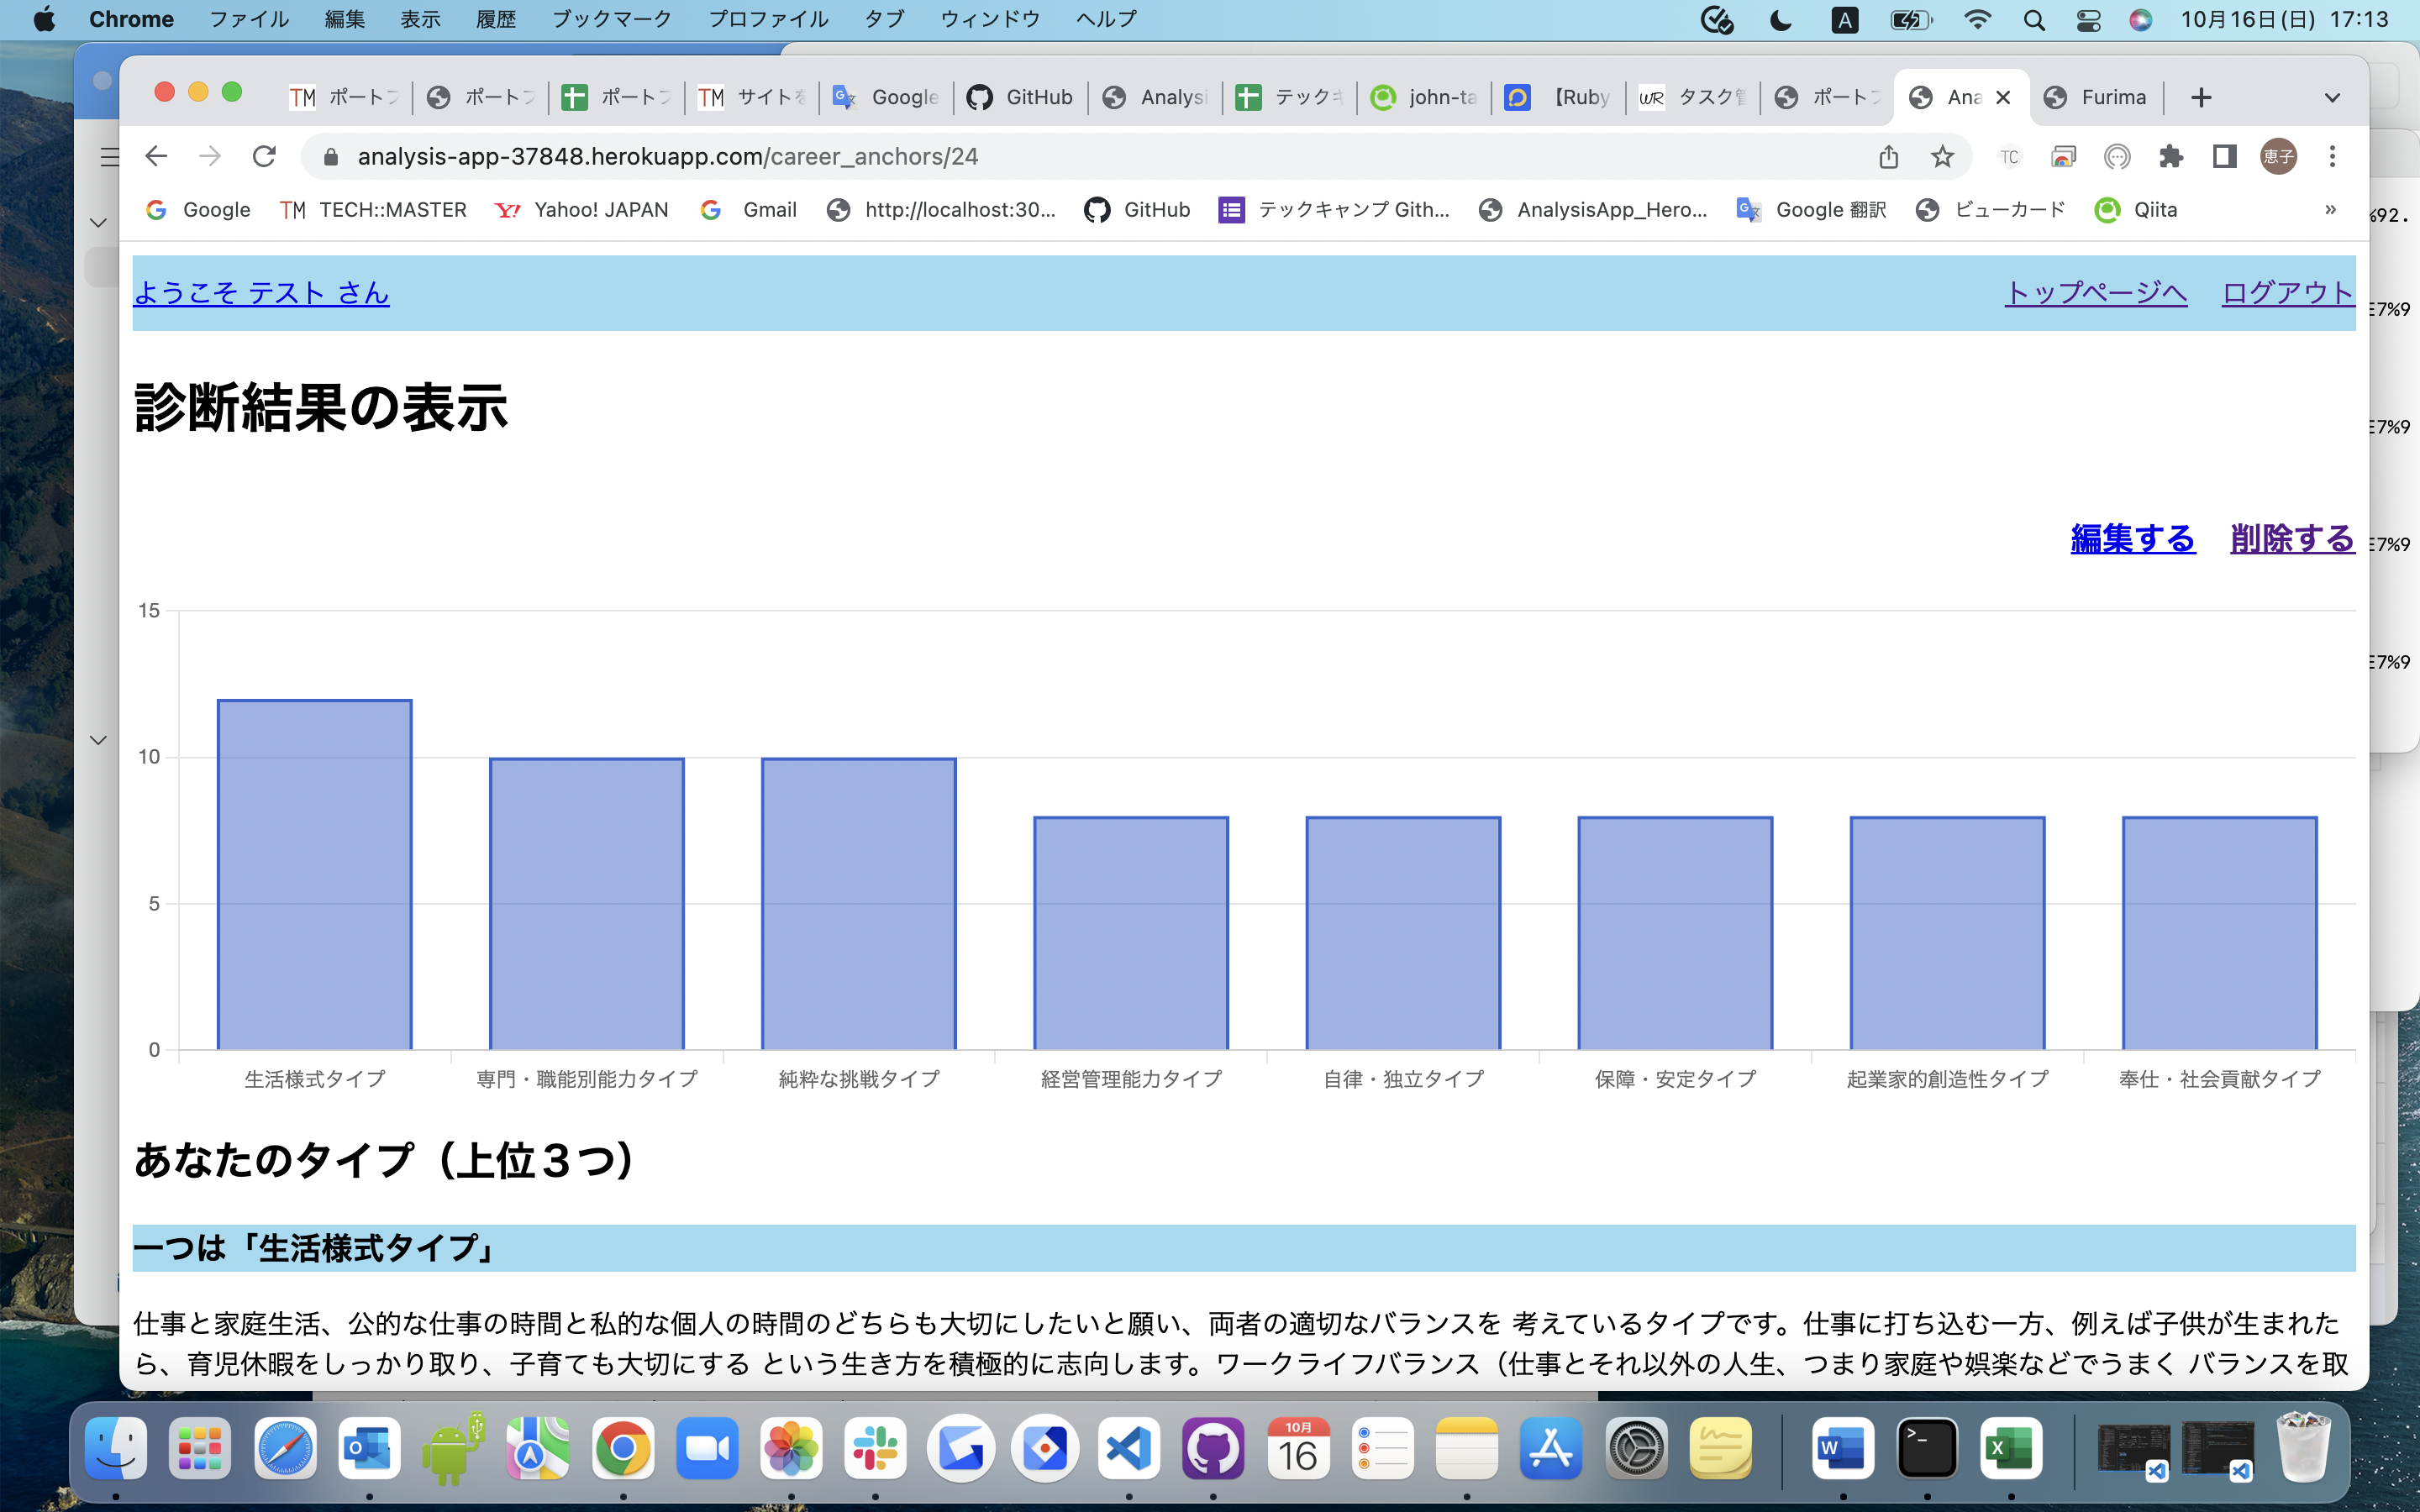 Chrome ファイル 編集 表示 履歴 ブックマーク プロファイル タブ ウィンドウ ヘルプ A 10月16日(日) 17:13
TM ポートフ ポートフ ポートフ TM サイトを Google GitHub Analysi テックキ john-ta 【Ruby wR タスク管 ポートフ Ana Furima
analysis-app-37848.herokuapp.com/career_anchors/24 TC 恵子
Google TM TECH::MASTER Yahoo! JAPAN Gmail http://localhost:30... GitHub テックキャンプ Gith... AnalysisApp_Hero... Google 翻訳 ビューカード Qiita »
%92.
ようこそ テスト さん トップページへ ログアウト
E7%9
診断結果の表示
E7%9
編集する 削除する
E7%9
15
E7%9
10
5
0
生活様式タイプ 専門・職能別能力タイプ 純粋な挑戦タイプ 経営管理能力タイプ 自律・独立タイプ 保障・安定タイプ 起業家的創造性タイプ 奉仕・社会貢献タイプ
あなたのタイプ（上位３つ）
一つは「生活様式タイプ」
仕事と家庭生活、公的な仕事の時間と私的な個人の時間のどちらも大切にしたいと願い、両者の適切なバランスを 考えているタイプです。仕事に打ち込む一方、例えば子供が生まれた
ら、育児休暇をしっかり取り、子育ても大切にする という生き方を積極的に志向します。ワークライフバランス（仕事とそれ以外の人生、つまり家庭や娯楽などでうまく バランスを取
10月
16